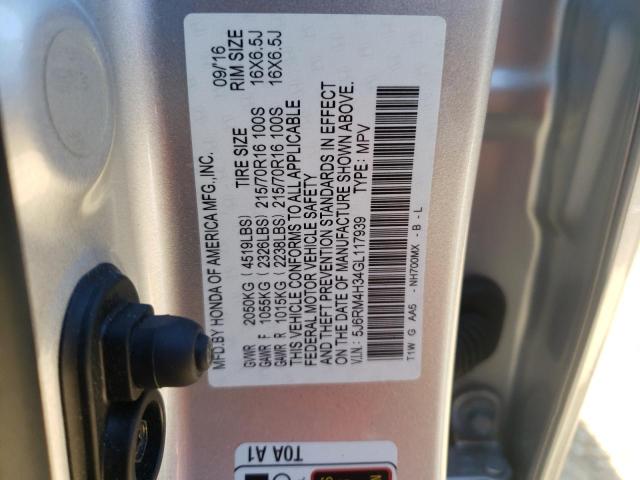 MFD.BY HONDA OF AMERICA MFG.,INC. 09/'16
TIRE SIZE RIM SIZE
GVWR 2050KG ( 4519LBS)
GAWR F 1055KG ( 2326LBS) 215/70R16 100S 16X6.5J
GAWR R 1015KG ( 2238LBS) 215/70R16 100S 16X6.5J
THIS VEHICLE CONFORMS TO ALL APPLICABLE
FEDERAL MOTOR VEHICLE SAFETY
AND THEFT PREVENTION STANDARDS IN EFFECT
ON THE DATE OF MANUFACTURE SHOWN ABOVE.
V.I.N.: 5J6RM4H34GL117939 TYPE: MPV
T1W G AA5 - NH700MX - B - L
T0A A1